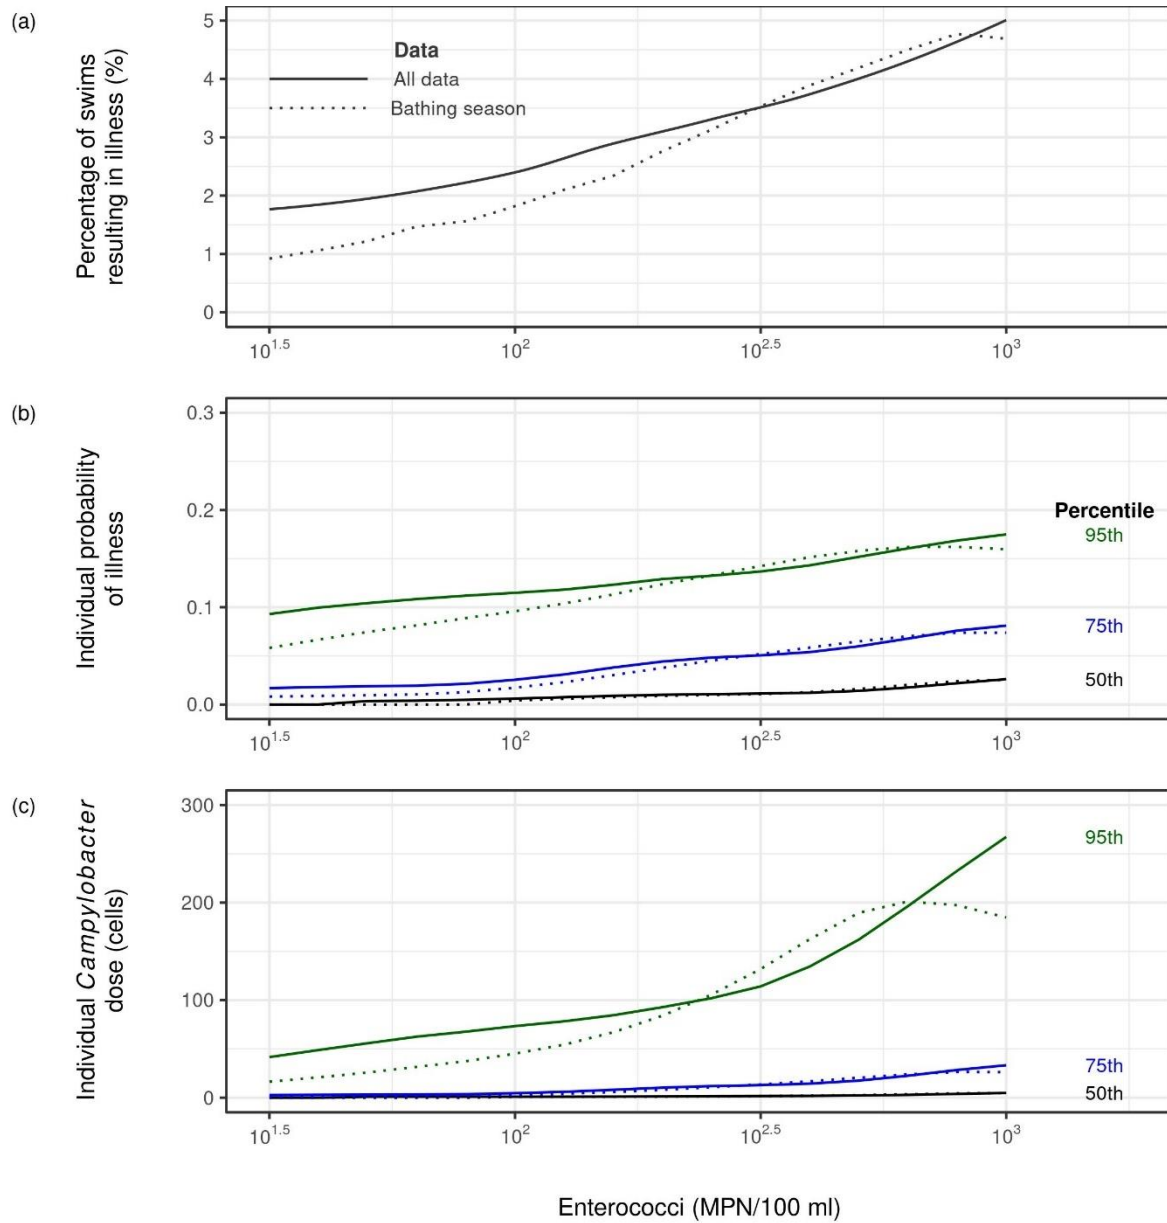 (a)
Percentage of swims
resulting in illness (%)
5
4
3
2
1
0
Data
All data
Bathing season
10^1.5
10^2
10^2.5
10^3
(b)
Individual probability
of illness
0.3
0.2
0.1
0.0
Percentile
95th
75th
50th
10^1.5
10^2
10^2.5
10^3
(c)
Individual Campylobacter
dose (cells)
300
200
100
0
95th
75th
50th
10^1.5
10^2
10^2.5
10^3
Enterococci (MPN/100 ml)